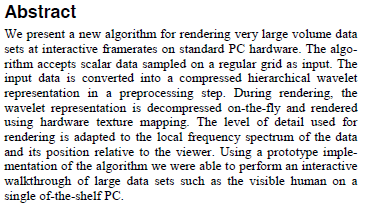 Abstract
We present a new algorithm for rendering very large volume data
sets at interactive framerates on standard PC hardware. The algo-
rithm accepts scalar data sampled on a regular grid as input. The
input data is converted into a compressed hierarchical wavelet
representation in a preprocessing step. During rendering, the
wavelet representation is decompressed on-the-fly and rendered
using hardware texture mapping. The level of detail used for
rendering is adapted to the local frequency spectrum of the data
and its position relative to the viewer. Using a prototype imple-
mentation of the algorithm we were able to perform an interactive
walkthrough of large data sets such as the visible human on a
single of-the-shelf PC.